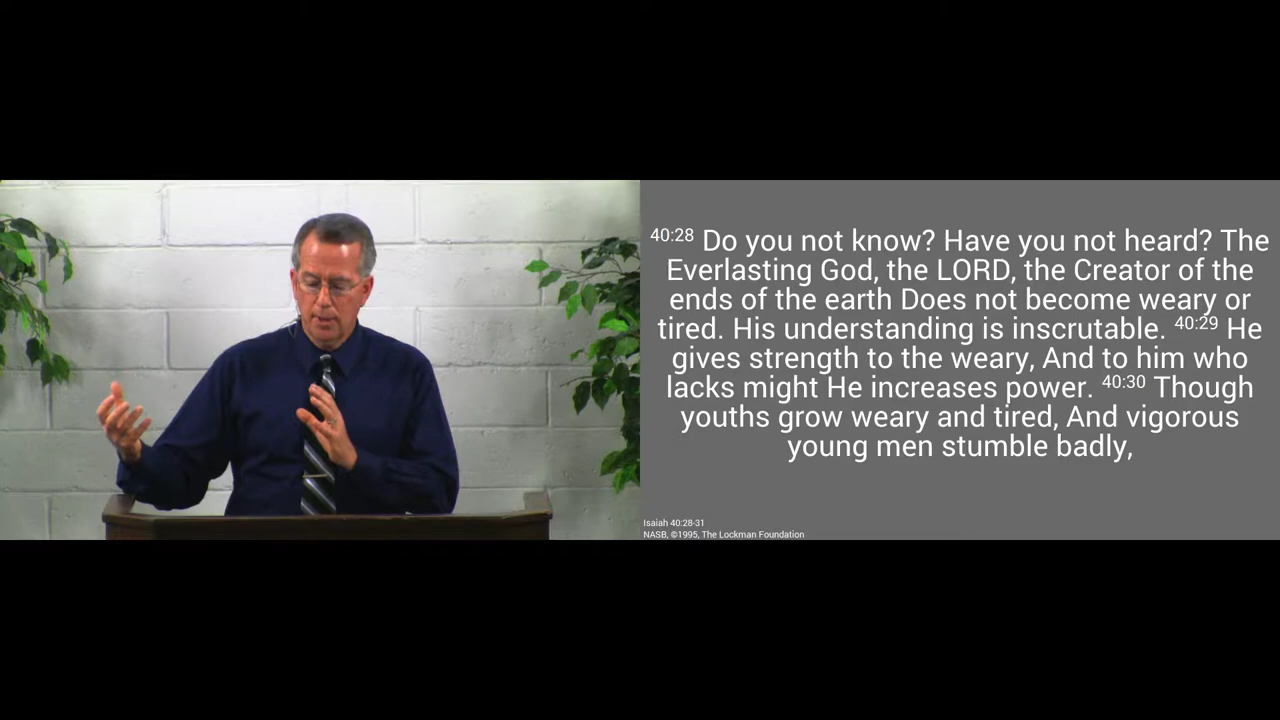 40:28 Do you not know? Have you not heard? The
Everlasting God, the LORD, the Creator of the
ends of the earth Does not become weary or
tired. His understanding is inscrutable. 40:29 He
gives strength to the weary, And to him who
lacks might He increases power. 40:30 Though
youths grow weary and tired, And vigorous
young men stumble badly,
Isaiah 40:28-31
NASB, ©1995, The Lockman Foundation